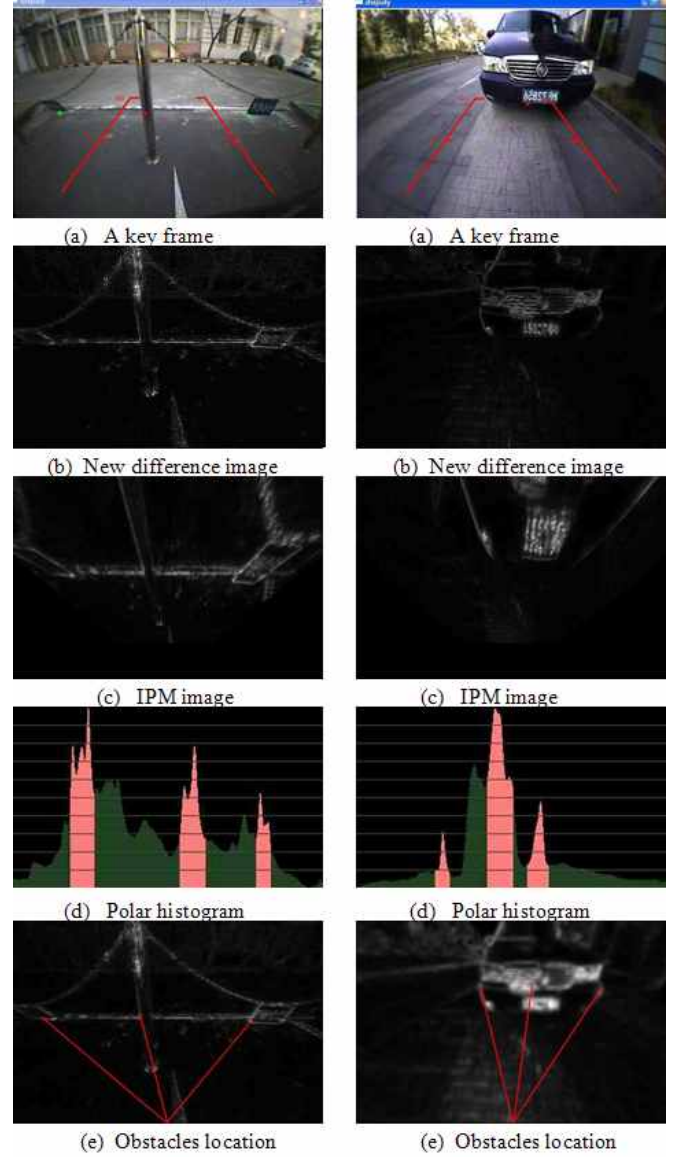 (a) A key frame
(a) A key frame
(b) New difference image
(b) New difference image
(c) IPM image
(c) IPM image
(d) Polar histogram
(d) Polar histogram
(e) Obstacles location
(e) Obstacles location